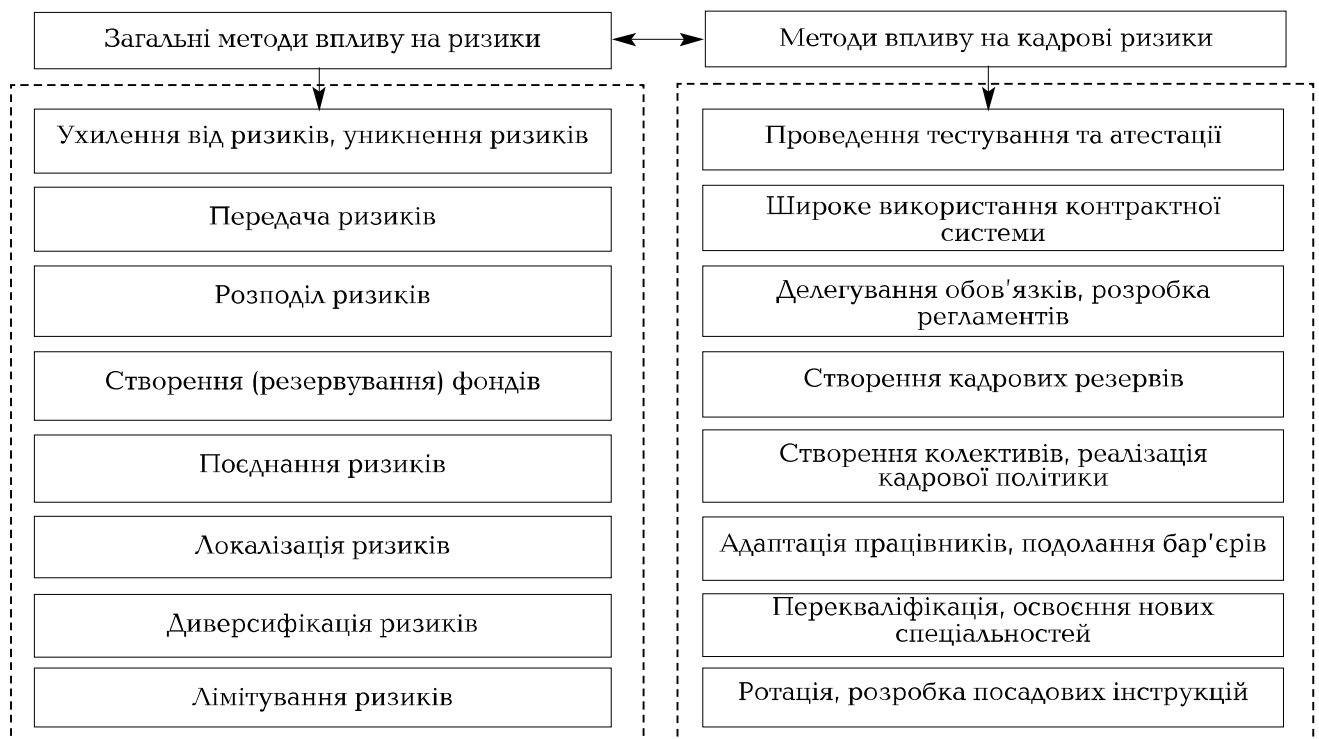 Загальні методи впливу на ризики
Методи впливу на кадрові ризики
Ухилення від ризиків, уникнення ризиків
Передача ризиків
Розподіл ризиків
Створення (резервування) фондів
Поєднання ризиків
Локалізація ризиків
Диверсифікація ризиків
Лімітування ризиків
Проведення тестування та атестації
Широке використання контрактної
системи
Делегування обов’язків, розробка
регламентів
Створення кадрових резервів
Створення колективів, реалізація
кадрової політики
Адаптація працівників, подолання бар’єрів
Перекваліфікація, освоєння нових
спеціальностей
Ротація, розробка посадових інструкцій